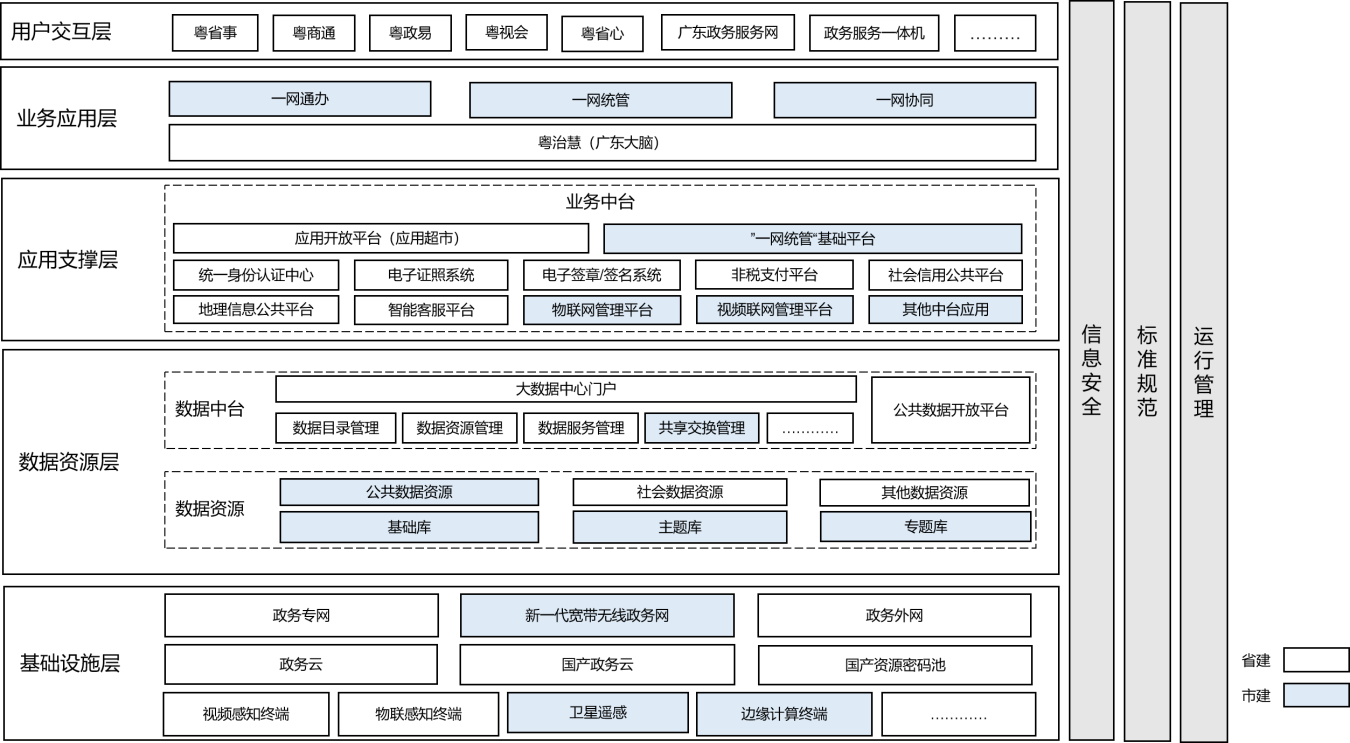 用户交互层
粤省事
粤商通
粤政易
粤视会
粤省心
广东政务服务网
政务服务一体机
………
业务应用层
一网通办
一网统管
一网协同
粤治慧（广东大脑）
应用支撑层
业务中台
应用开放平台（应用超市）
”一网统管“基础平台
统一身份认证中心
电子证照系统
电子签章/签名系统
非税支付平台
社会信用公共平台
地理信息公共平台
智能客服平台
物联网管理平台
视频联网管理平台
其他中台应用
数据资源层
数据中台
大数据中心门户
公共数据开放平台
数据目录管理
数据资源管理
数据服务管理
共享交换管理
…………
数据资源
公共数据资源
社会数据资源
其他数据资源
基础库
主题库
专题库
基础设施层
政务专网
新一代宽带无线政务网
政务外网
政务云
国产政务云
国产资源密码池
视频感知终端
物联感知终端
卫星遥感
边缘计算终端
…………
信息安全
标准规范
运行管理
省建
市建